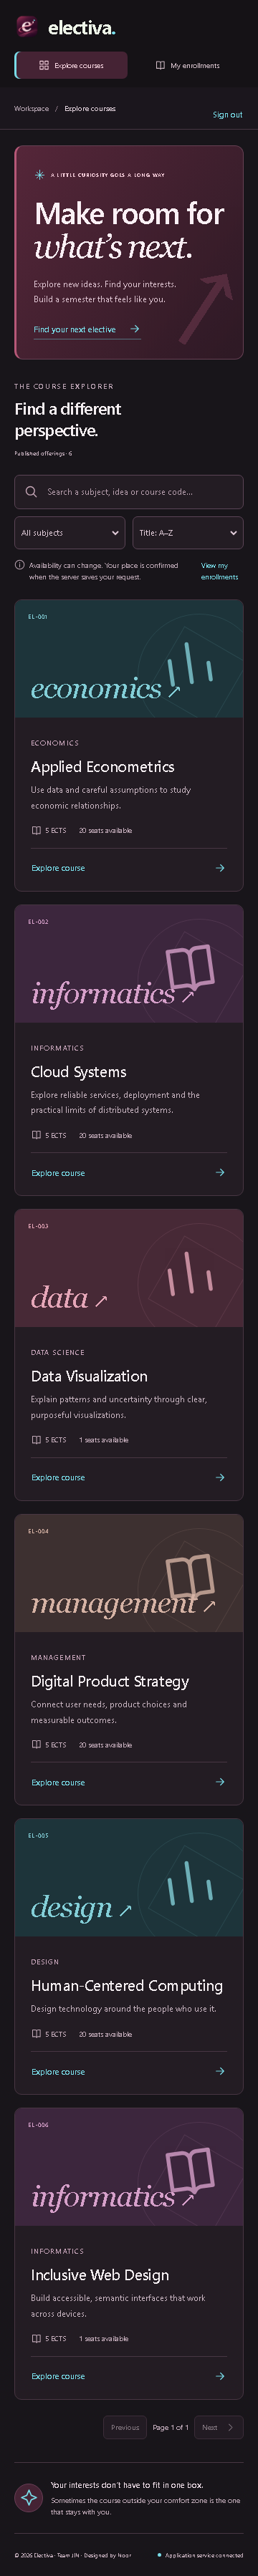 electiva.
Explore courses
My enrollments
Workspace / Explore courses
Sign out
A LITTLE CURIOSITY GOES A LONG WAY
Make room for
what's next.
Explore new ideas. Find your interests.
Build a semester that feels like you.
Find your next elective
THE COURSE EXPLORER
Find a different
perspective.
Published offerings · 6
Search a subject, idea or course code...
All subjects
Title: A–Z
Availability can change. Your place is confirmed
when the server saves your request.
View my
enrollments
EL-001
economics ↗
ECONOMICS
Applied Econometrics
Use data and careful assumptions to study
economic relationships.
5 ECTS 20 seats available
Explore course →
EL-002
informatics ↗
INFORMATICS
Cloud Systems
Explore reliable services, deployment and the
practical limits of distributed systems.
5 ECTS 20 seats available
Explore course →
EL-003
data ↗
DATA SCIENCE
Data Visualization
Explain patterns and uncertainty through clear,
purposeful visualizations.
5 ECTS 1 seats available
Explore course →
EL-004
management ↗
MANAGEMENT
Digital Product Strategy
Connect user needs, product choices and
measurable outcomes.
5 ECTS 20 seats available
Explore course →
EL-005
design ↗
DESIGN
Human-Centered Computing
Design technology around the people who use it.
5 ECTS 20 seats available
Explore course →
EL-006
informatics ↗
INFORMATICS
Inclusive Web Design
Build accessible, semantic interfaces that work
across devices.
5 ECTS 1 seats available
Explore course →
Previous Page 1 of 1 Next
Your interests don't have to fit in one box.
Sometimes the course outside your comfort zone is the one
that stays with you.
© 2026 Electiva · Team JIN · Designed by Noor
Application service connected